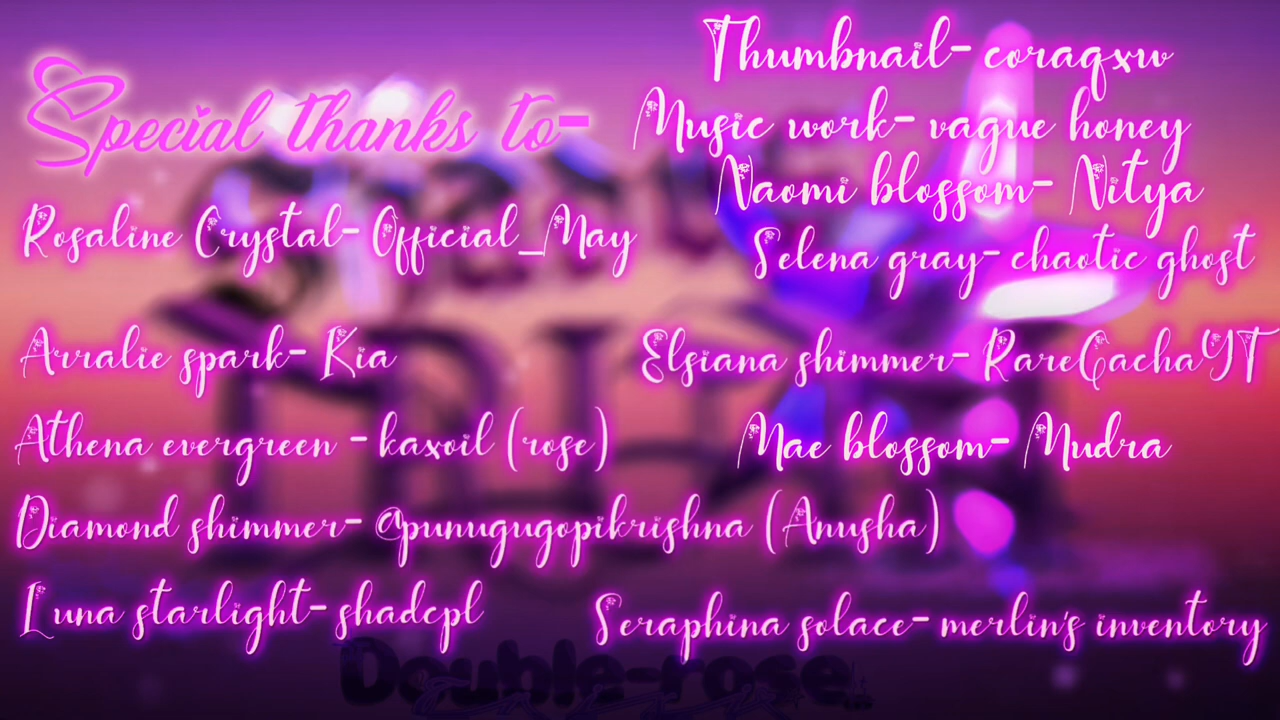 Special thanks to-
Rosaline Crystal- Official_May
Arralie spark- Kia
Athena evergreen - kaxoil (rose)
Diamond shimmer- @punugugopikrishna (Anusha)
Luna starlight- shadcpl
Thumbnail- coraqxw
Music work- vague honey
Naomi blossom- Nitya
Selena gray- chaotic ghost
Elsiana shimmer- RareGachaYT
Mae blossom- Mudra
Seraphina solace- merlin's inventory
Double-rose